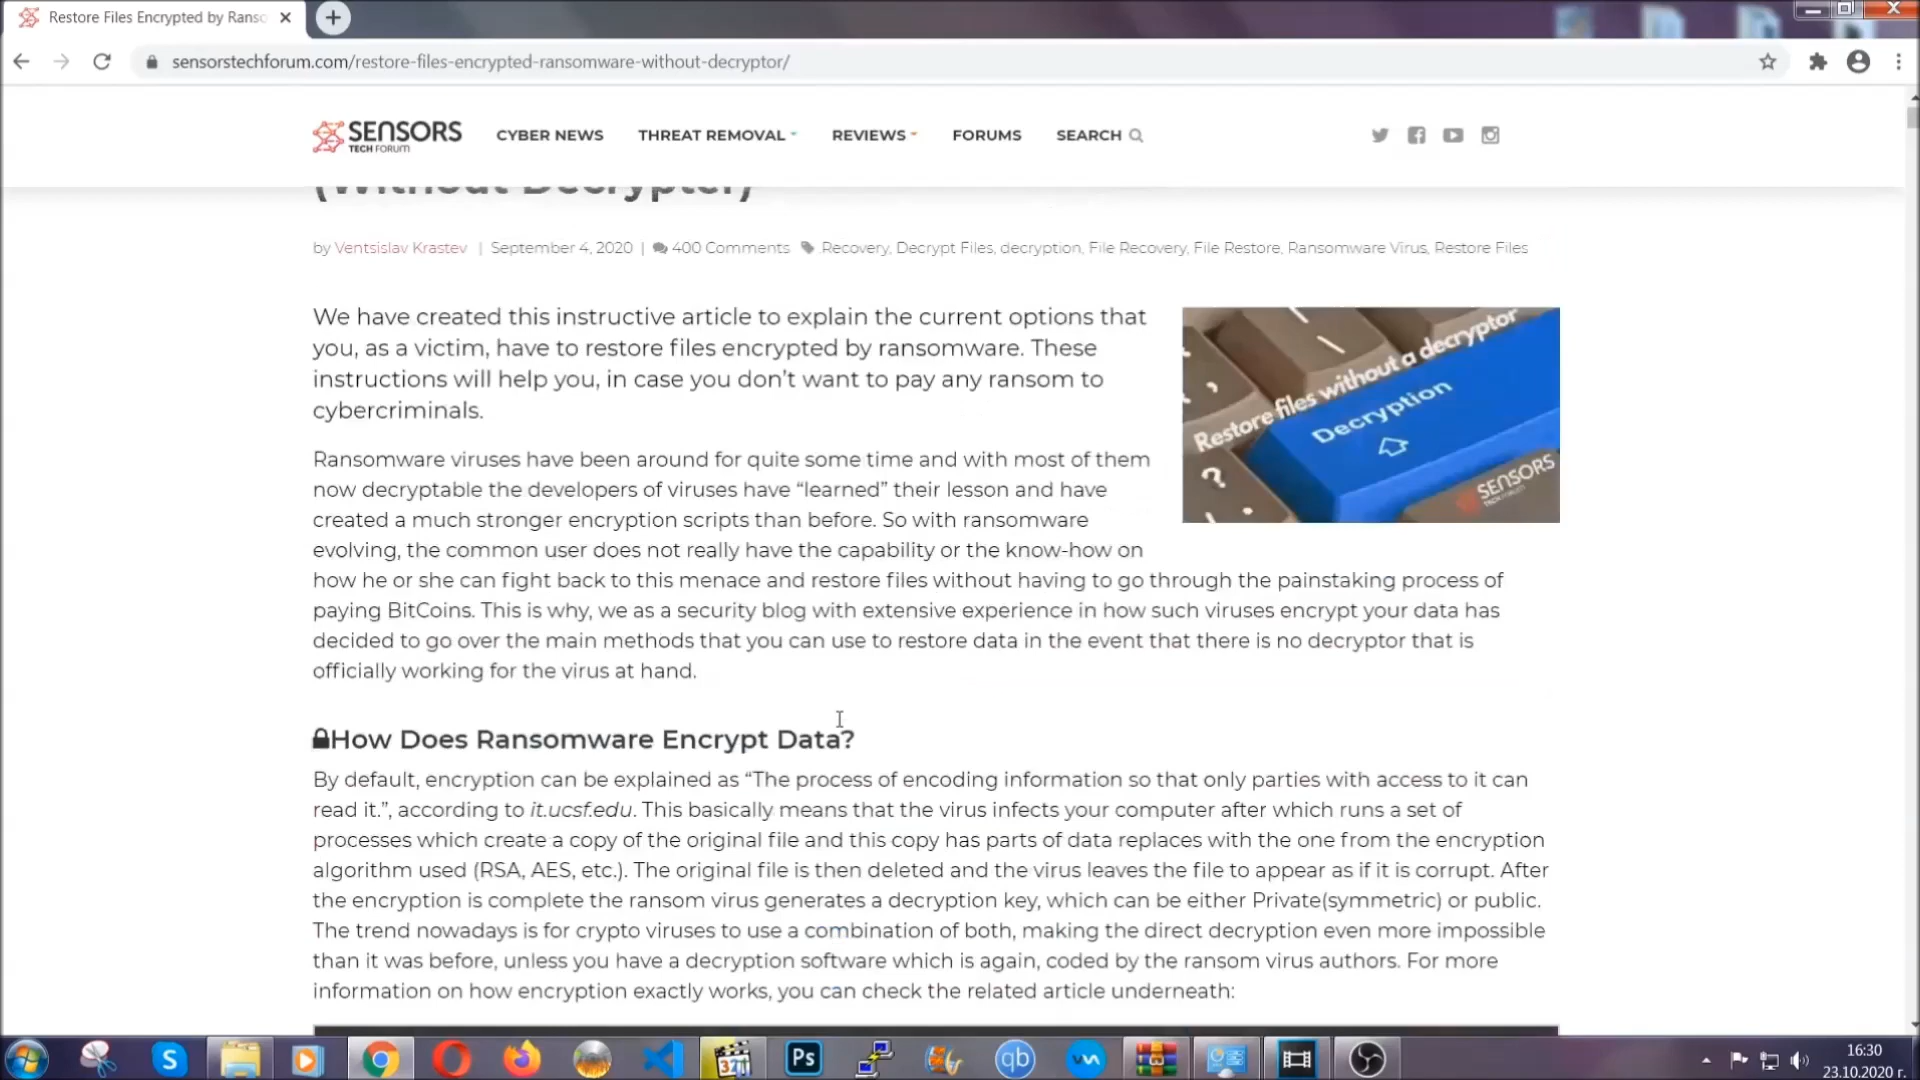 Restore Files Encrypted by Ranso
sensorstechforum.com/restore-files-encrypted-ransomware-without-decryptor/
SENSORS
TECH FORUM
CYBER NEWS THREAT REMOVAL REVIEWS FORUMS SEARCH
(Without Decrypter)
by Ventsislav Krastev | September 4, 2020 | 400 Comments Recovery, Decrypt Files, decryption, File Recovery, File Restore, Ransomware Virus, Restore Files
We have created this instructive article to explain the current options that
you, as a victim, have to restore files encrypted by ransomware. These
instructions will help you, in case you don’t want to pay any ransom to
cybercriminals.
Restore files without a decryptor
Decryption
SENSORS
Ransomware viruses have been around for quite some time and with most of them
now decryptable the developers of viruses have “learned” their lesson and have
created a much stronger encryption scripts than before. So with ransomware
evolving, the common user does not really have the capability or the know-how on
how he or she can fight back to this menace and restore files without having to go through the painstaking process of
paying BitCoins. This is why, we as a security blog with extensive experience in how such viruses encrypt your data has
decided to go over the main methods that you can use to restore data in the event that there is no decryptor that is
officially working for the virus at hand.
How Does Ransomware Encrypt Data?
By default, encryption can be explained as “The process of encoding information so that only parties with access to it can
read it.”, according to it.ucsf.edu. This basically means that the virus infects your computer after which runs a set of
processes which create a copy of the original file and this copy has parts of data replaces with the one from the encryption
algorithm used (RSA, AES, etc.). The original file is then deleted and the virus leaves the file to appear as if it is corrupt. After
the encryption is complete the ransom virus generates a decryption key, which can be either Private(symmetric) or public.
The trend nowadays is for crypto viruses to use a combination of both, making the direct decryption even more impossible
than it was before, unless you have a decryption software which is again, coded by the ransom virus authors. For more
information on how encryption exactly works, you can check the related article underneath:
S
321
Ps
qb
16:30
23.10.2020 г.